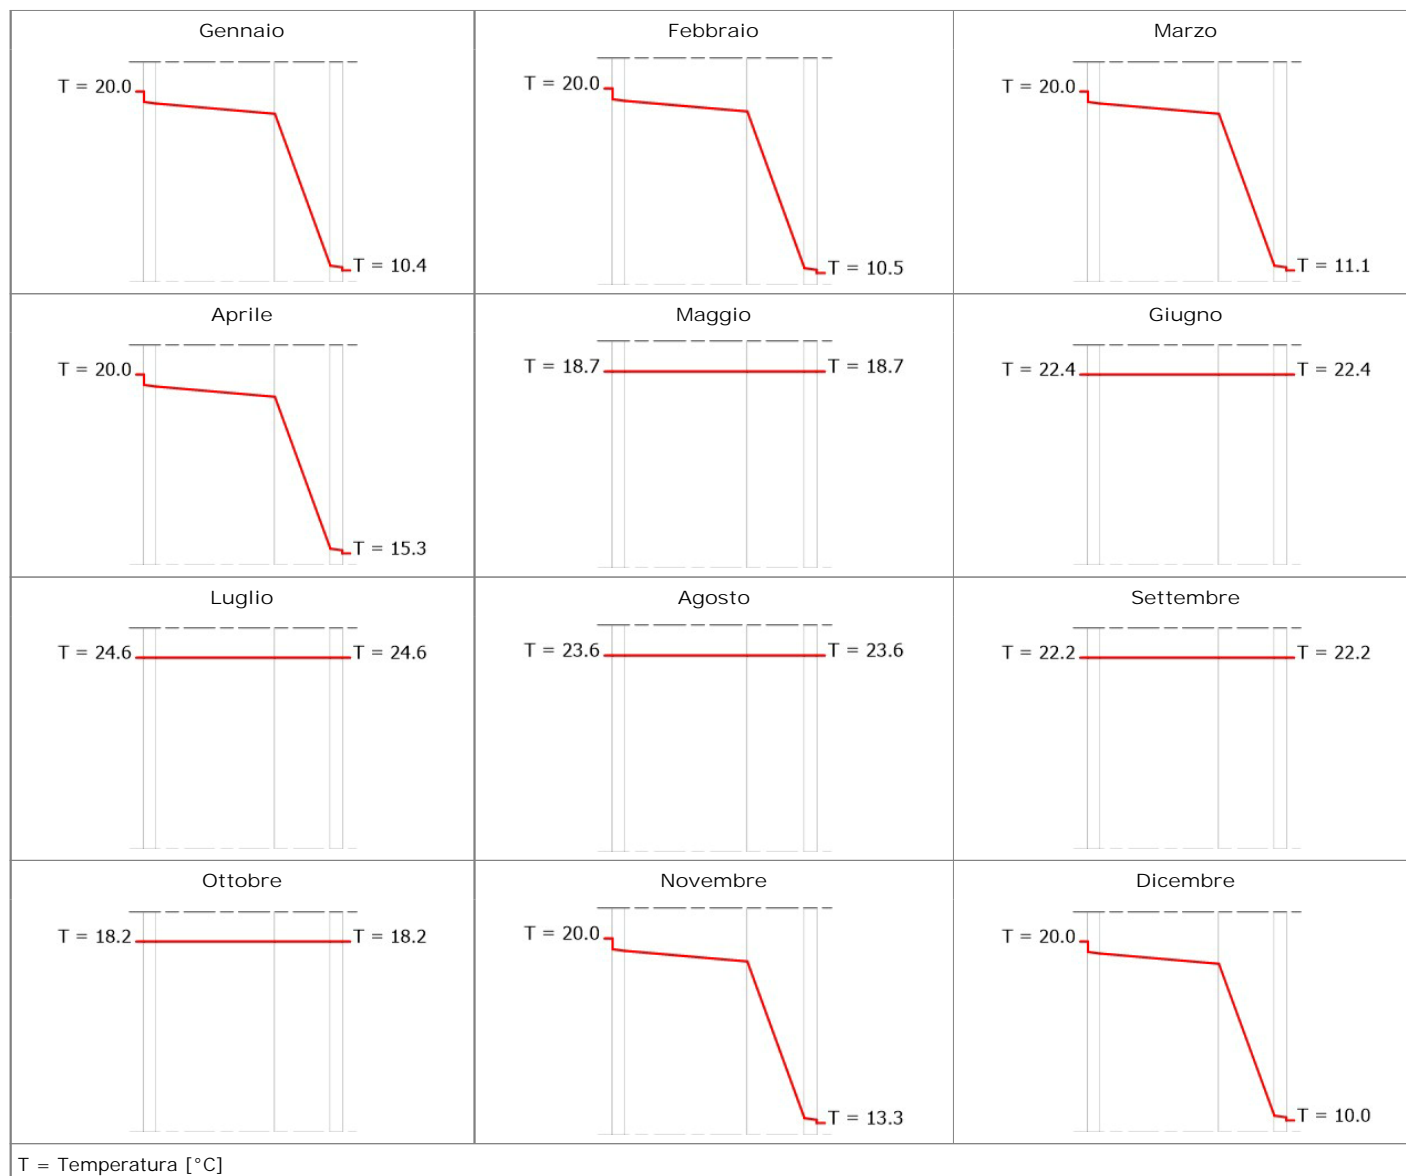 Gennaio
T = 20.0
T = 10.4
Febbraio
T = 20.0
T = 10.5
Marzo
T = 20.0
T = 11.1
Aprile
T = 20.0
T = 15.3
Maggio
T = 18.7
T = 18.7
Giugno
T = 22.4
T = 22.4
Luglio
T = 24.6
T = 24.6
Agosto
T = 23.6
T = 23.6
Settembre
T = 22.2
T = 22.2
Ottobre
T = 18.2
T = 18.2
Novembre
T = 20.0
T = 13.3
Dicembre
T = 20.0
T = 10.0
T = Temperatura [°C]